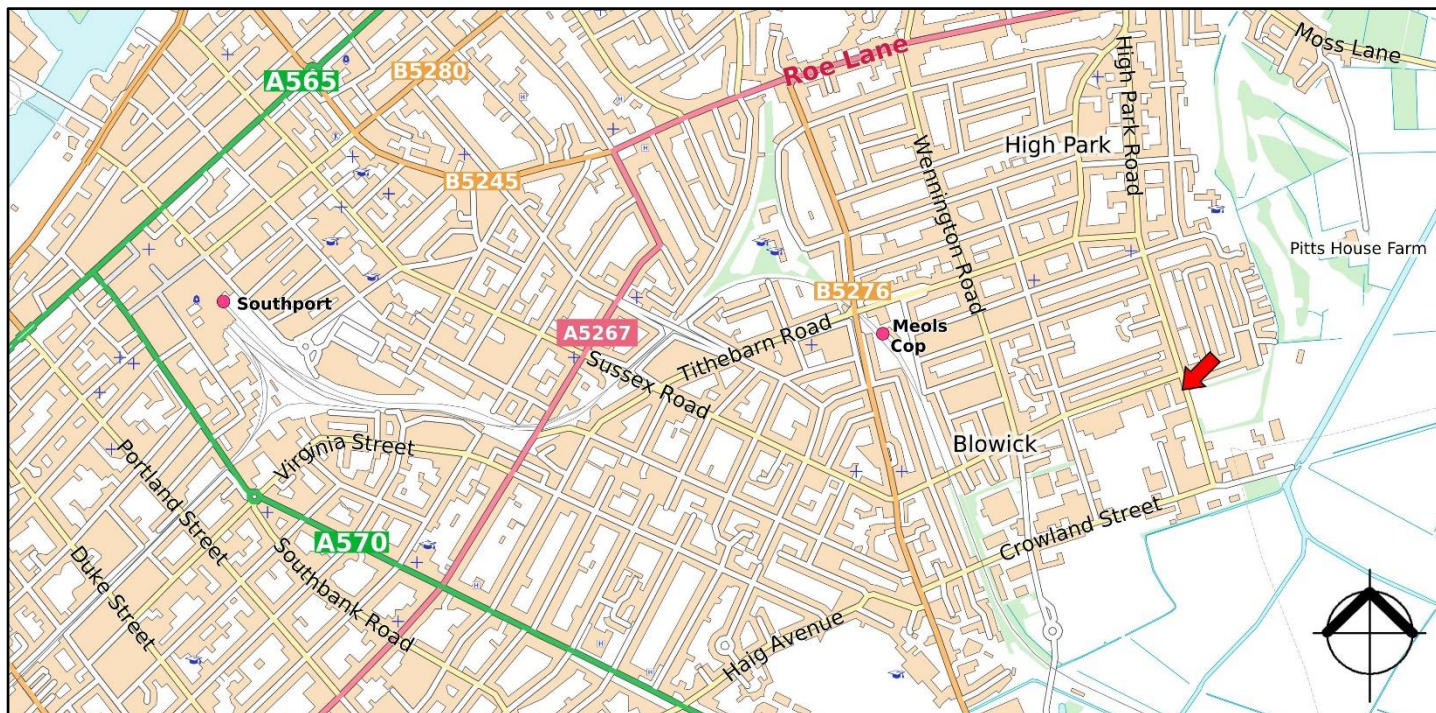 Moss Lane
Roe Lane
A565
B5280
High Park Road
High Park
Wennington Road
B5245
Pitts House Farm
Southport
B5276
A5267
Meols
Cop
Tithebarn Road
Sussex Road
Virginia Street
Blowick
Portland Street
Crowland Street
A570
Duke Street
Southbank Road
Haig Avenue